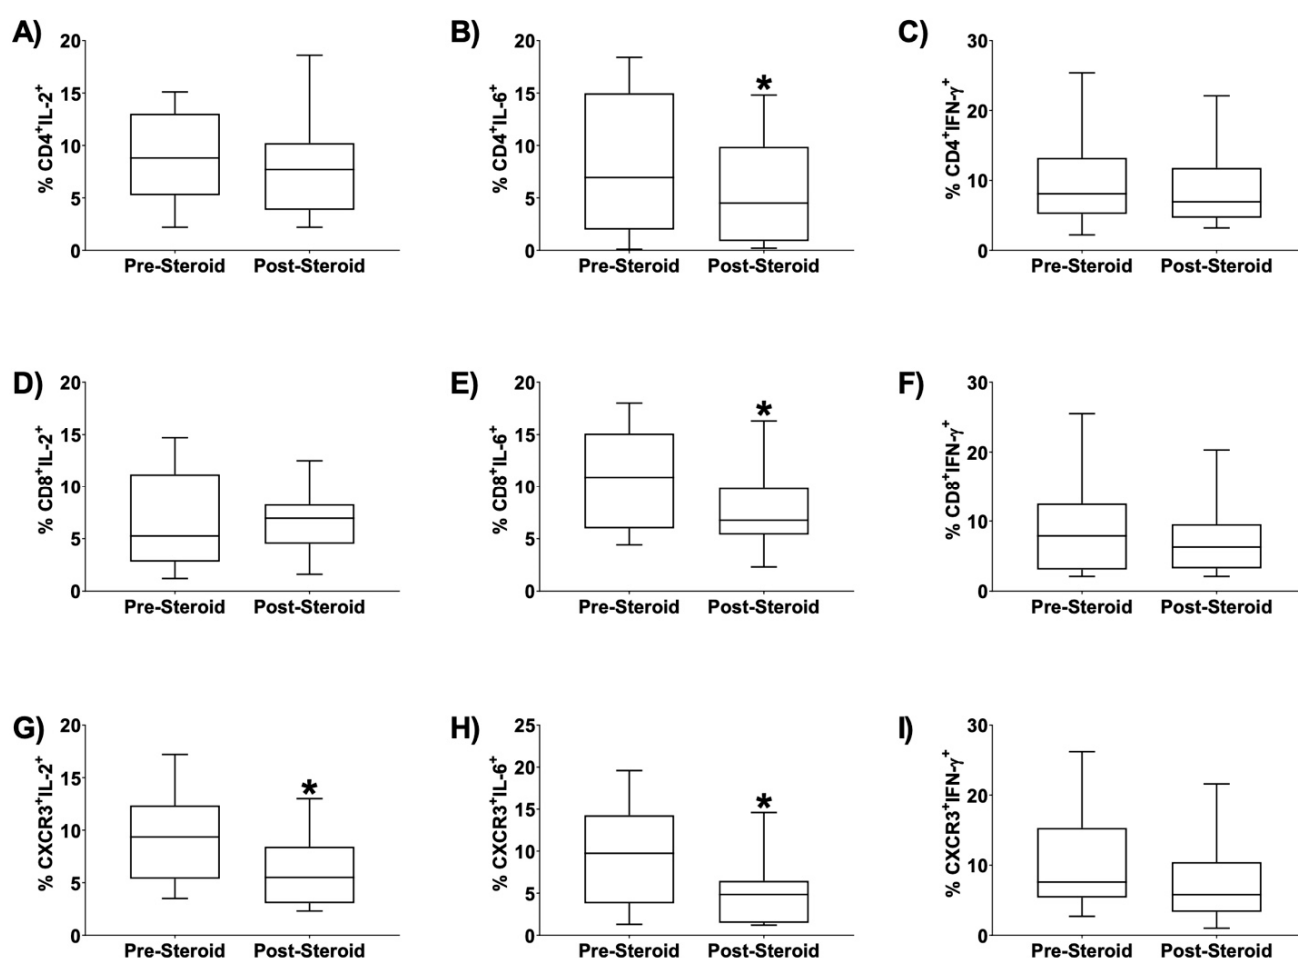 A)
% CD4⁺IL-2⁺
20
15
10
5
0
Pre-Steroid Post-Steroid
B)
% CD4⁺IL-6⁺
20
15
10
5
0
*
Pre-Steroid Post-Steroid
C)
% CD4⁺IFN-γ⁺
30
20
10
0
Pre-Steroid Post-Steroid
D)
% CD8⁺IL-2⁺
20
15
10
5
0
Pre-Steroid Post-Steroid
E)
% CD8⁺IL-6⁺
20
15
10
5
0
*
Pre-Steroid Post-Steroid
F)
% CD8⁺IFN-γ⁺
30
20
10
0
Pre-Steroid Post-Steroid
G)
% CXCR3⁺IL-2⁺
20
15
10
5
0
*
Pre-Steroid Post-Steroid
H)
% CXCR3⁺IL-6⁺
25
20
15
10
5
0
*
Pre-Steroid Post-Steroid
I)
% CXCR3⁺IFN-γ⁺
30
20
10
0
Pre-Steroid Post-Steroid